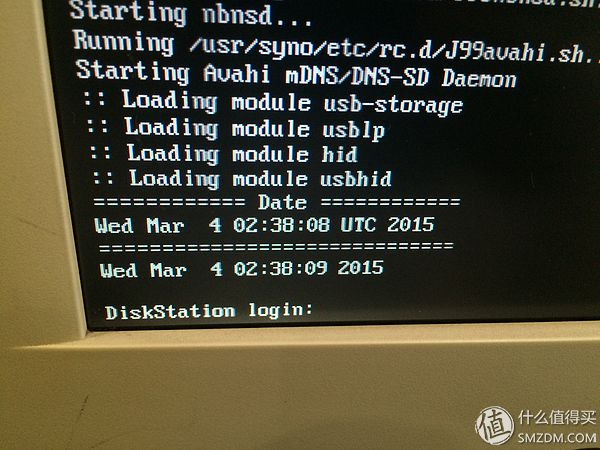 Starting nbnsd...
Running /usr/syno/etc/rc.d/J99avahi.sh..
Starting Avahi mDNS/DNS-SD Daemon
:: Loading module usb-storage
:: Loading module usblp
:: Loading module hid
:: Loading module usbhid
============ Date ============
Wed Mar  4 02:38:08 UTC 2015
==============================
Wed Mar  4 02:38:09 2015
DiskStation login:
值 什么值得买
SMZDM.COM